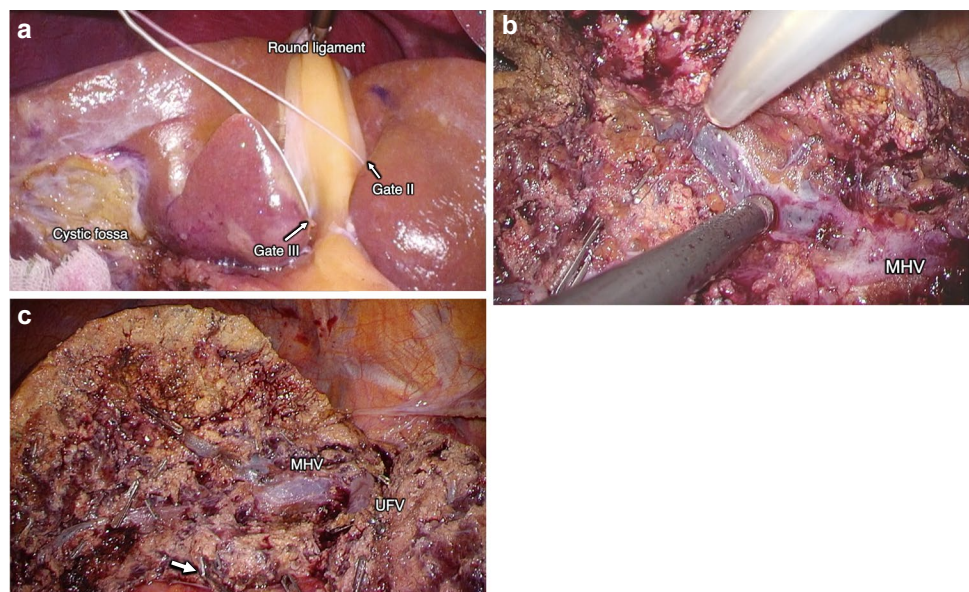 a
Round ligament
Gate II
Gate III
Cystic fossa
b
MHV
c
MHV
UFV